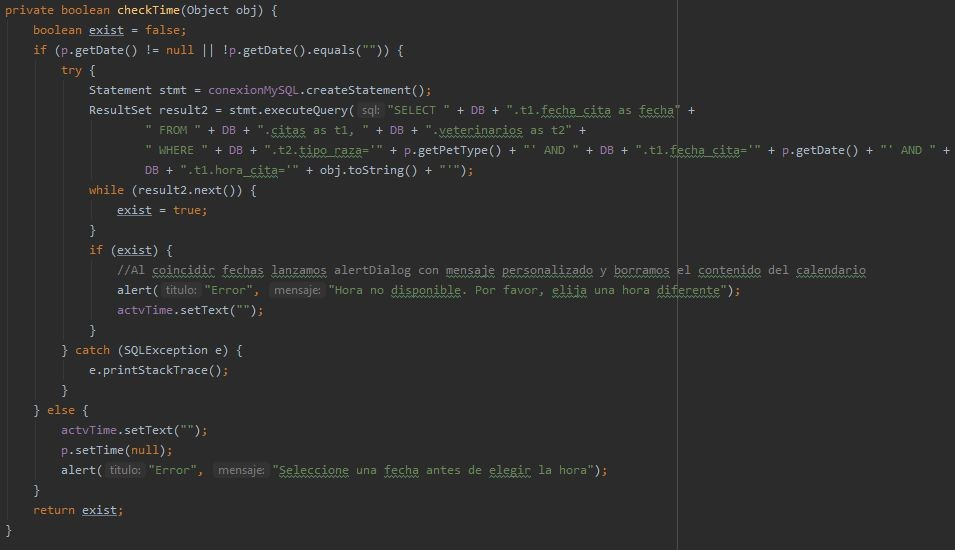 private boolean checkTime(Object obj) {
    boolean exist = false;
    if (p.getDate() != null || !p.getDate().equals("")) {
        try {
            Statement stmt = conexionMySQL.createStatement();
            ResultSet result2 = stmt.executeQuery( sql: "SELECT " + DB + ".t1.fecha_cita as fecha" +
                    " FROM " + DB + ".citas as t1, " + DB + ".veterinarios as t2" +
                    " WHERE " + DB + ".t2.tipo_raza='" + p.getPetType() + "' AND " + DB + ".t1.fecha_cita='" + p.getDate() + "' AND " +
                    DB + ".t1.hora_cita='" + obj.toString() + "'");
            while (result2.next()) {
                exist = true;
            }
            if (exist) {
                //Al coincidir fechas lanzamos alertDialog con mensaje personalizado y borramos el contenido del calendario
                alert( titulo: "Error", mensaje: "Hora no disponible. Por favor, elija una hora diferente");
                actvTime.setText("");
            }
        } catch (SQLException e) {
            e.printStackTrace();
        }
    } else {
        actvTime.setText("");
        p.setTime(null);
        alert( titulo: "Error", mensaje: "Seleccione una fecha antes de elegir la hora");
    }
    return exist;
}